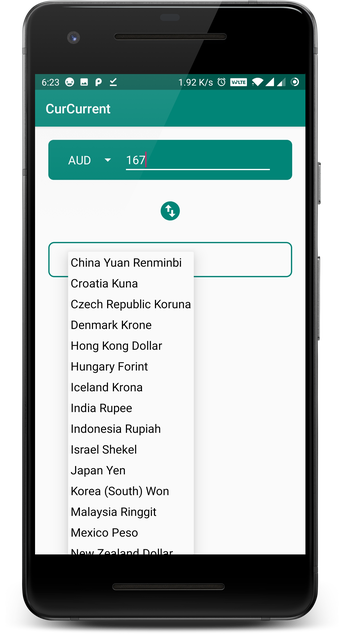 6:23 1.92 K/s VoLTE
CurCurrent
AUD 167
China Yuan Renminbi
Croatia Kuna
Czech Republic Koruna
Denmark Krone
Hong Kong Dollar
Hungary Forint
Iceland Krona
India Rupee
Indonesia Rupiah
Israel Shekel
Japan Yen
Korea (South) Won
Malaysia Ringgit
Mexico Peso
New Zealand Dollar